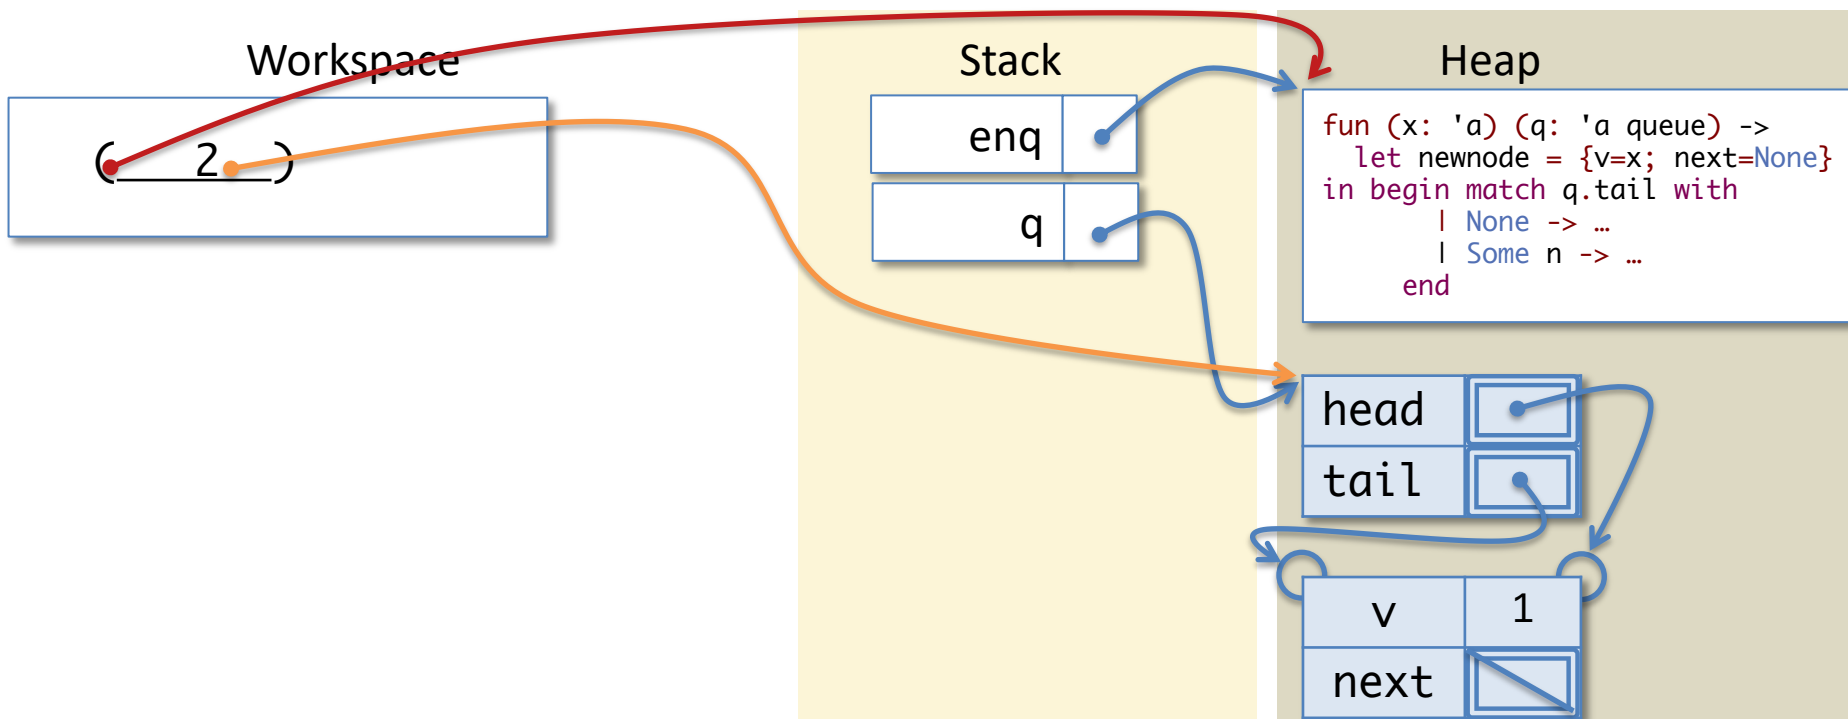 Workspace
( 2 )
Stack
enq
q
Heap
fun (x: 'a) (q: 'a queue) ->
let newnode = {v=x; next=None}
in begin match q.tail with
| None -> …
| Some n -> …
end
head
tail
v 1
next